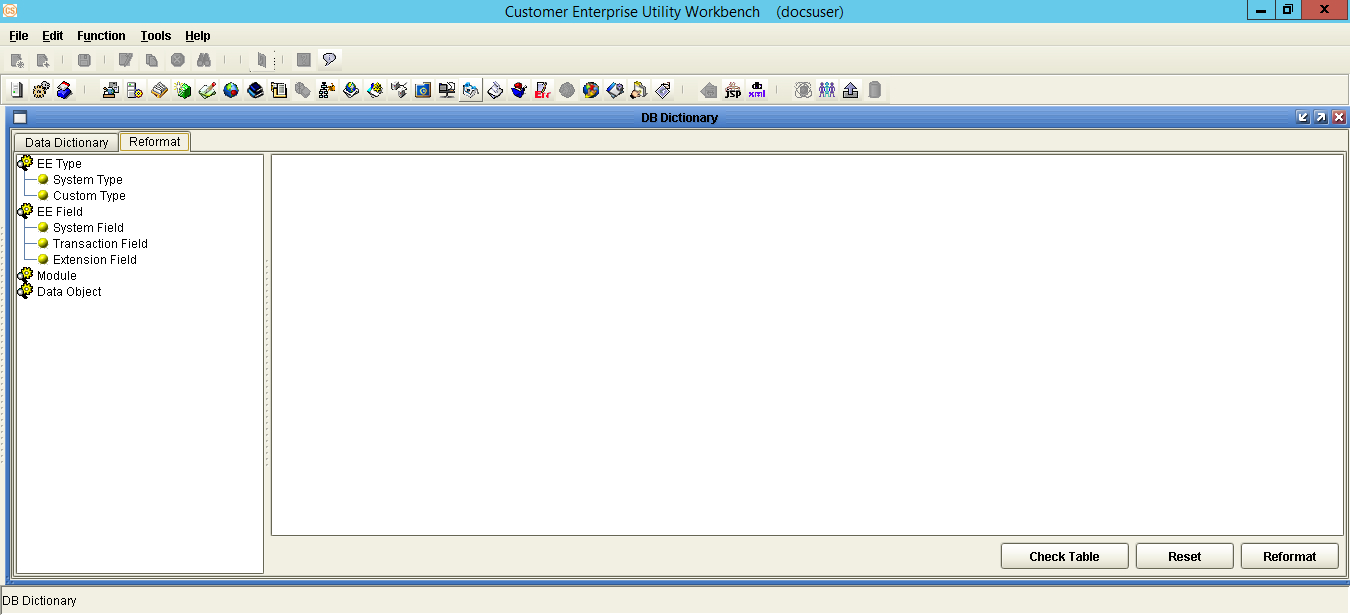 CS
Customer Enterprise Utility Workbench (docsuser)
File Edit Function Tools Help
jsp
db
xml
DB Dictionary
Data Dictionary Reformat
EE Type
System Type
Custom Type
EE Field
System Field
Transaction Field
Extension Field
Module
Data Object
Check Table Reset Reformat
DB Dictionary